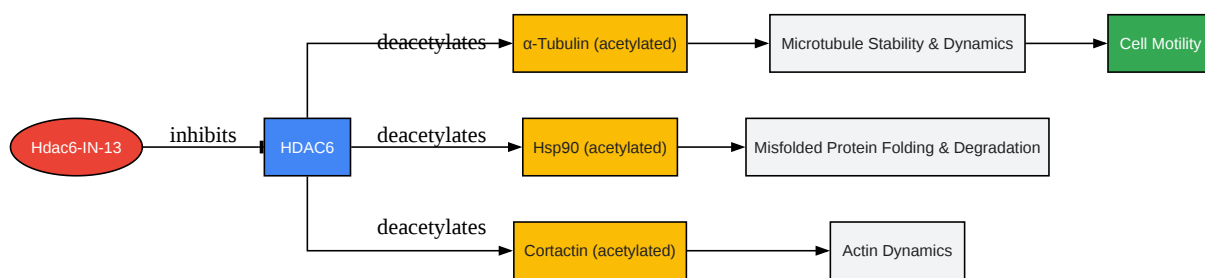 deacetylates
α-Tubulin (acetylated)
Microtubule Stability & Dynamics
Cell Motility
Hdac6-IN-13
inhibits
HDAC6
deacetylates
Hsp90 (acetylated)
Misfolded Protein Folding & Degradation
deacetylates
Cortactin (acetylated)
Actin Dynamics